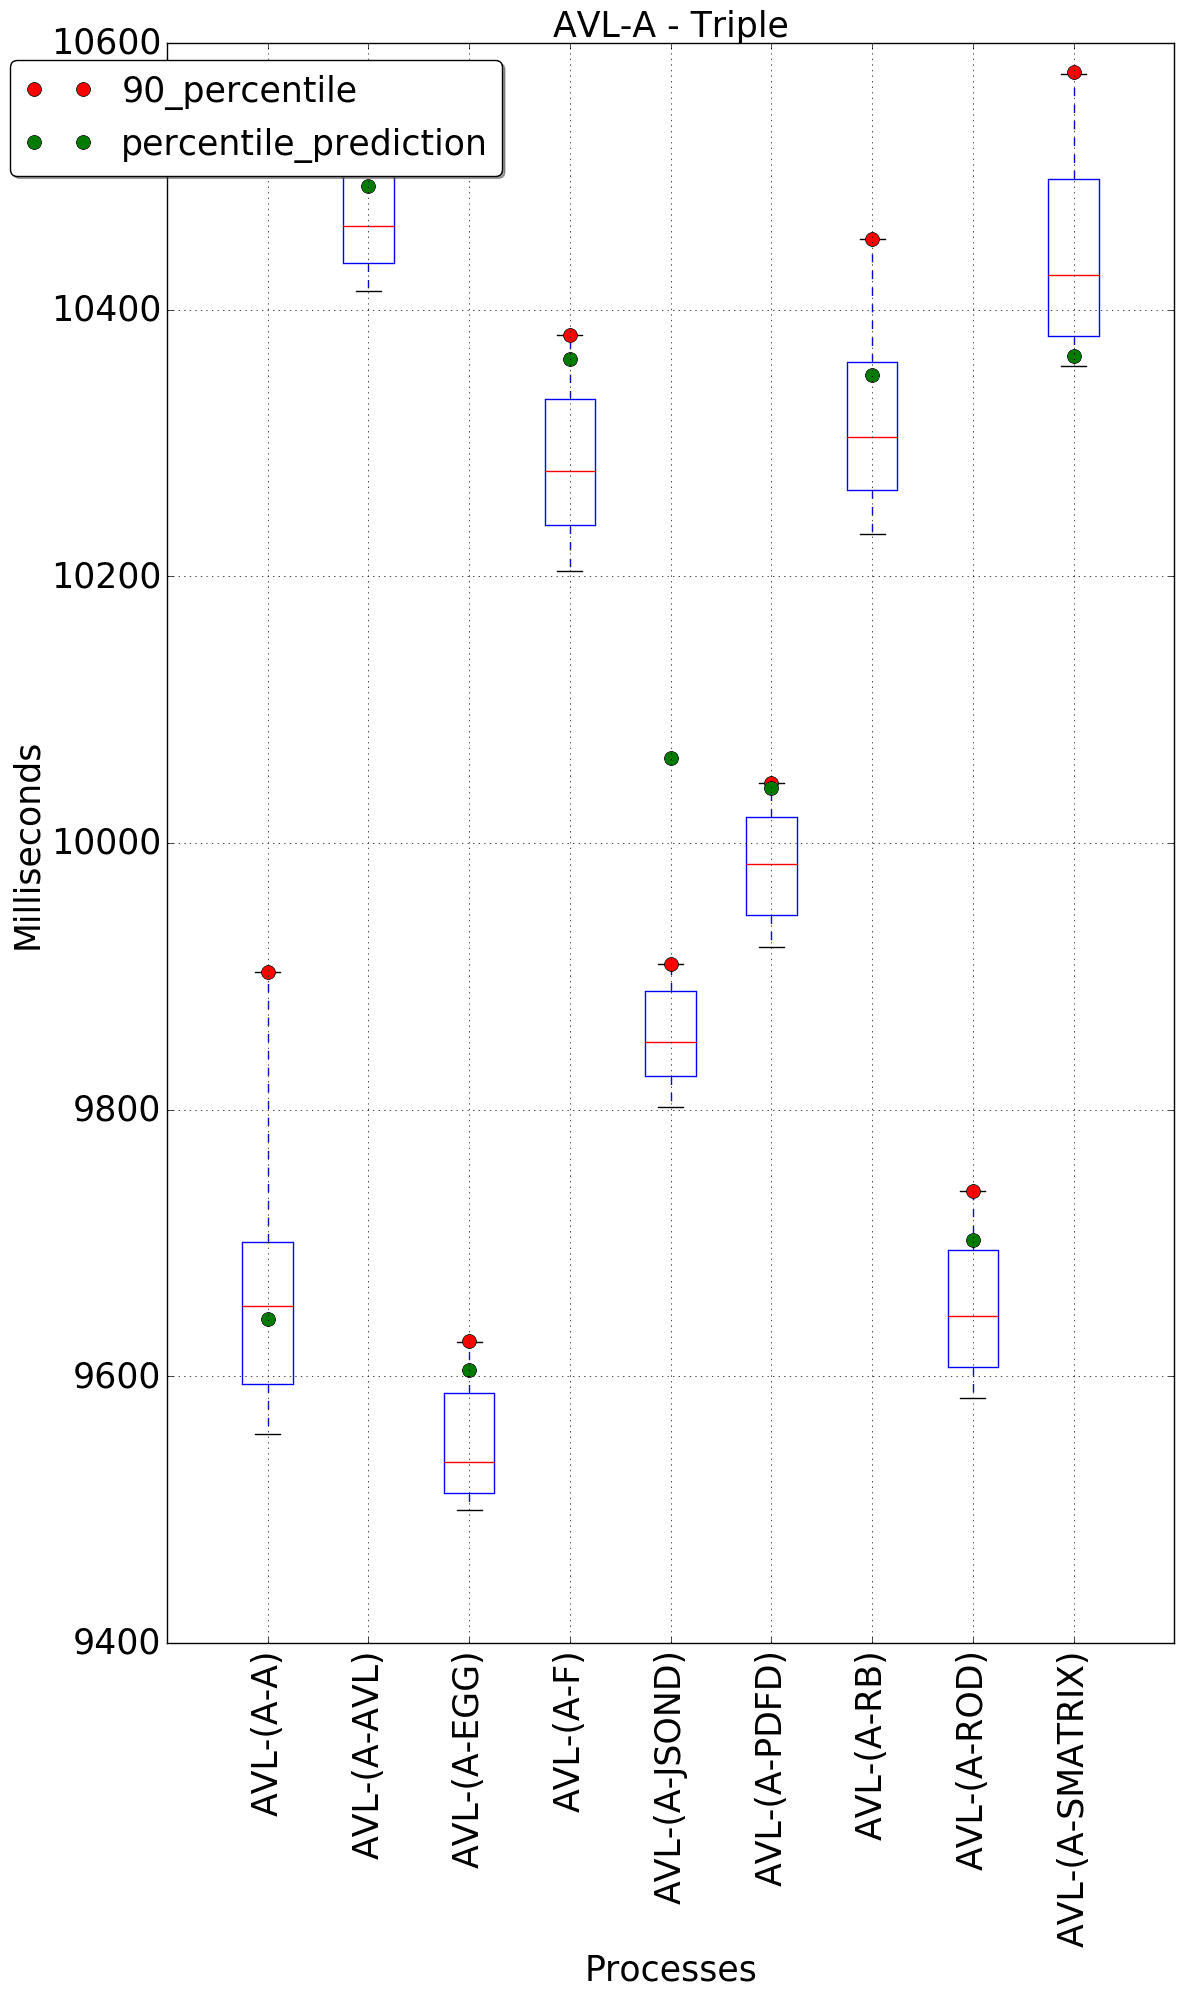 AVL-A - Triple
90_percentile
percentile_prediction
10600
10400
10200
10000
9800
9600
9400
Milliseconds
AVL-(A-A)
AVL-(A-AVL)
AVL-(A-EGG)
AVL-(A-F)
AVL-(A-JSOND)
AVL-(A-PDFD)
AVL-(A-RB)
AVL-(A-ROD)
AVL-(A-SMATRIX)
Processes